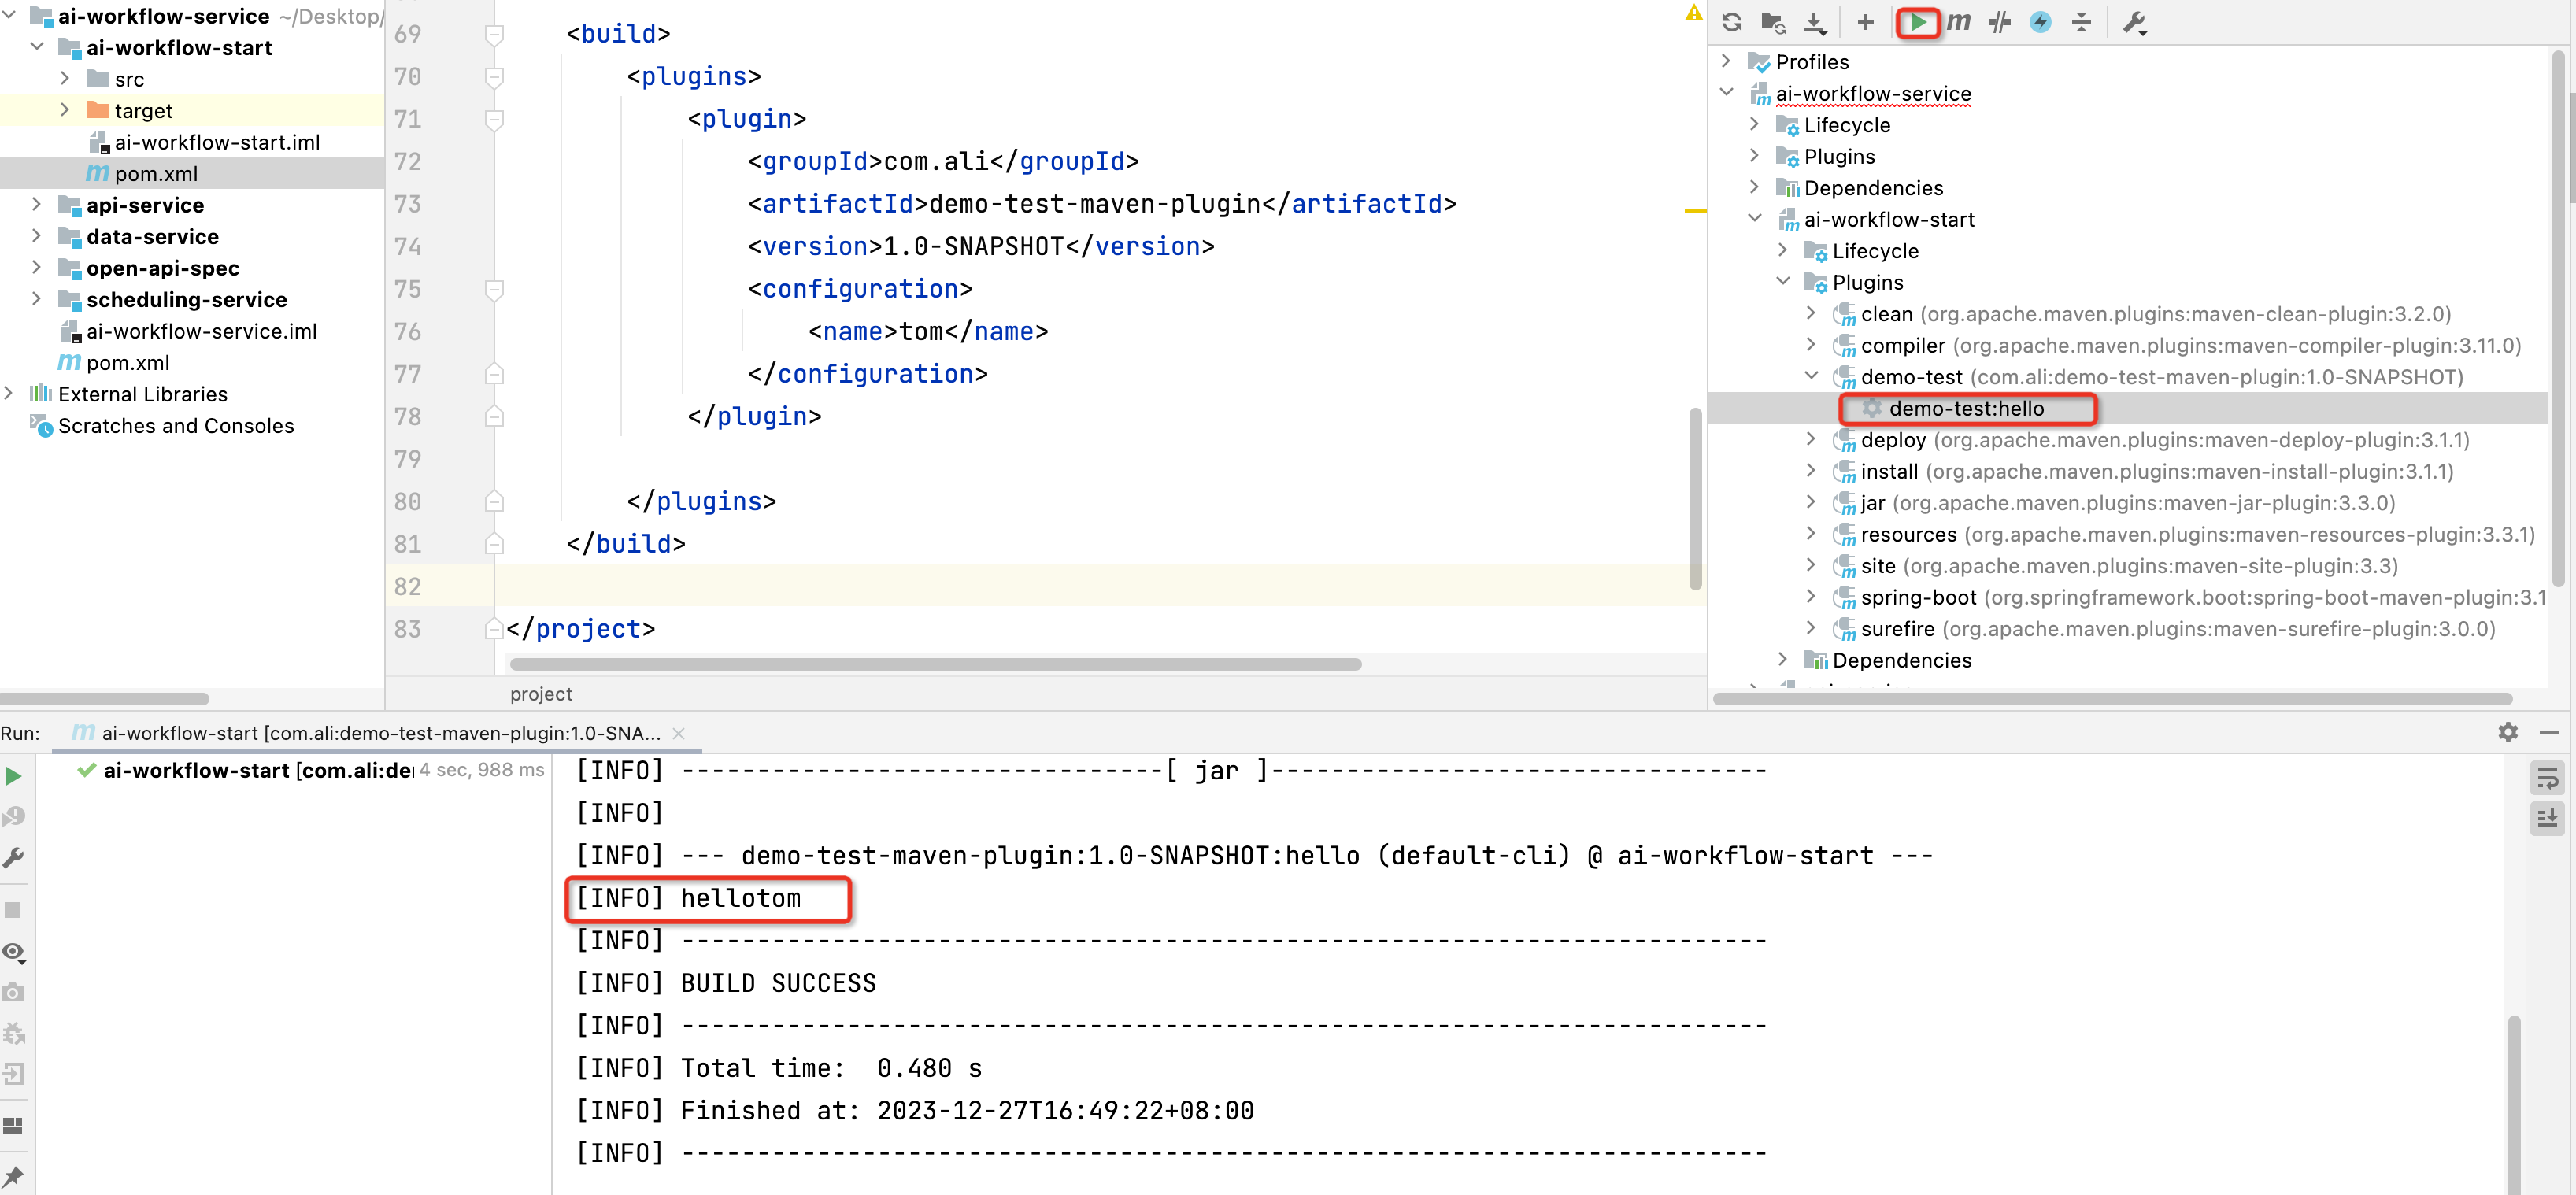 ai-workflow-service ~/Desktop/
ai-workflow-start
src
target
ai-workflow-start.iml
pom.xml
api-service
data-service
open-api-spec
scheduling-service
ai-workflow-service.iml
pom.xml
External Libraries
Scratches and Consoles
69 <build>
70 <plugins>
71 <plugin>
72 <groupId>com.ali</groupId>
73 <artifactId>demo-test-maven-plugin</artifactId>
74 <version>1.0-SNAPSHOT</version>
75 <configuration>
76 <name>tom</name>
77 </configuration>
78 </plugin>
79
80 </plugins>
81 </build>
82
83 </project>
project
Profiles
ai-workflow-service
Lifecycle
Plugins
Dependencies
ai-workflow-start
Lifecycle
Plugins
clean (org.apache.maven.plugins:maven-clean-plugin:3.2.0)
compiler (org.apache.maven.plugins:maven-compiler-plugin:3.11.0)
demo-test (com.ali:demo-test-maven-plugin:1.0-SNAPSHOT)
demo-test:hello
deploy (org.apache.maven.plugins:maven-deploy-plugin:3.1.1)
install (org.apache.maven.plugins:maven-install-plugin:3.1.1)
jar (org.apache.maven.plugins:maven-jar-plugin:3.3.0)
resources (org.apache.maven.plugins:maven-resources-plugin:3.3.1)
site (org.apache.maven.plugins:maven-site-plugin:3.3)
spring-boot (org.springframework.boot:spring-boot-maven-plugin:3.1
surefire (org.apache.maven.plugins:maven-surefire-plugin:3.0.0)
Dependencies
Run: ai-workflow-start [com.ali:demo-test-maven-plugin:1.0-SNA...
ai-workflow-start [com.ali:de 4 sec, 988 ms
[INFO] --------------------------------[ jar ]---------------------------------
[INFO]
[INFO] --- demo-test-maven-plugin:1.0-SNAPSHOT:hello (default-cli) @ ai-workflow-start ---
[INFO] hellotom
[INFO] ------------------------------------------------------------------------
[INFO] BUILD SUCCESS
[INFO] ------------------------------------------------------------------------
[INFO] Total time:  0.480 s
[INFO] Finished at: 2023-12-27T16:49:22+08:00
[INFO] ------------------------------------------------------------------------